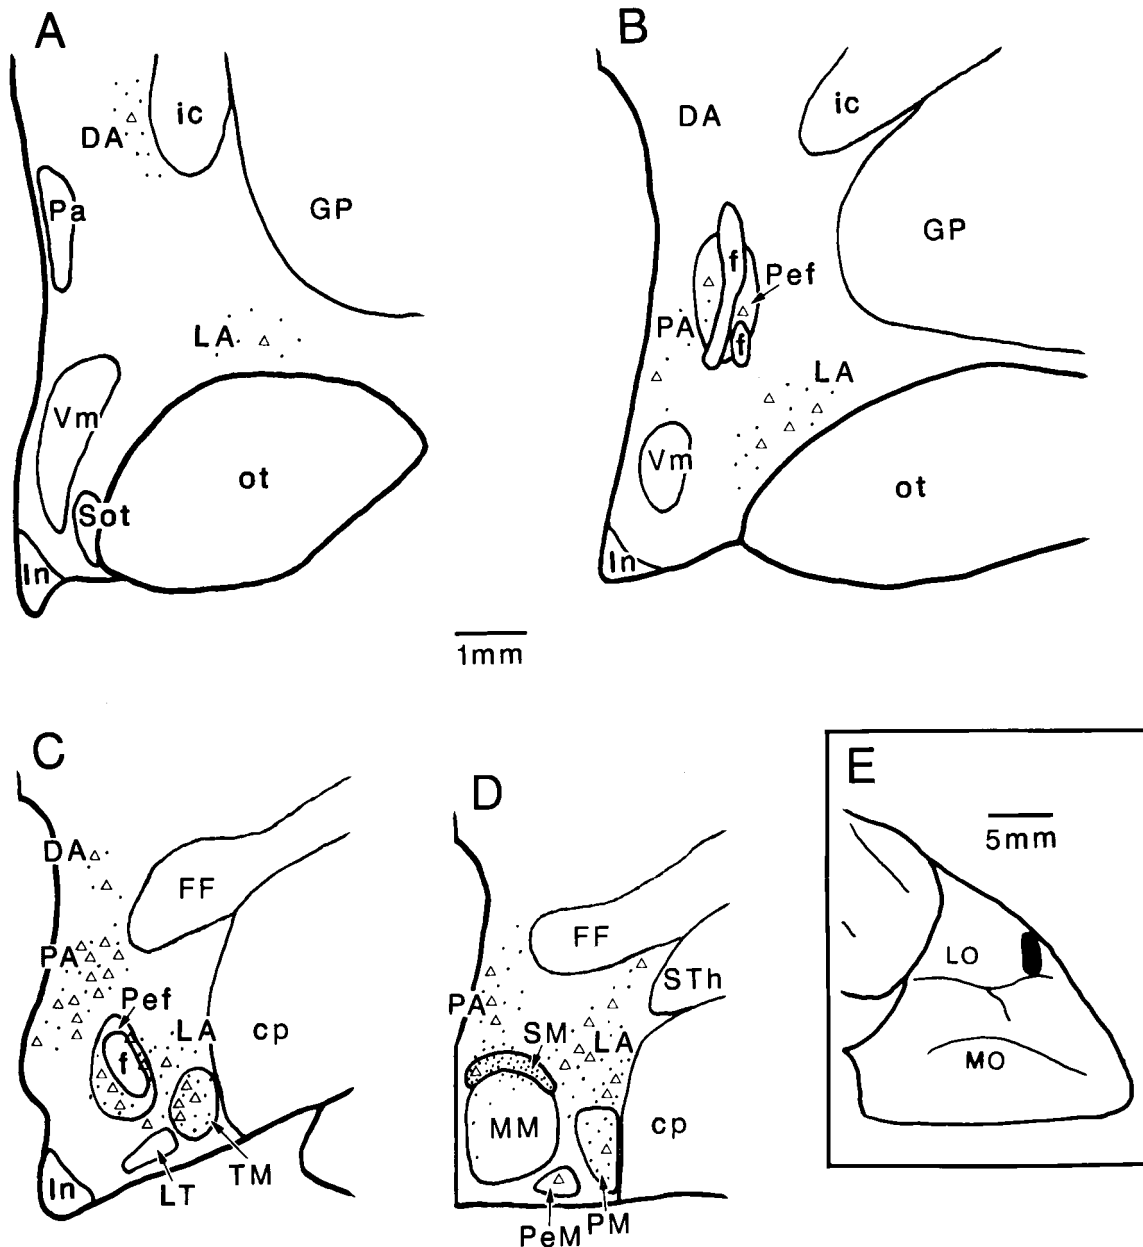 A
ic
DA
Pa
GP
LA
Vm
ot
Sot
In
B
ic
DA
GP
f
Pef
PA
f
LA
Vm
ot
In
1mm
C
DA
FF
PA
Pef
LA
cp
f
In
LT
TM
D
FF
STh
PA
SM
LA
MM
cp
PeM
PM
E
5mm
LO
MO